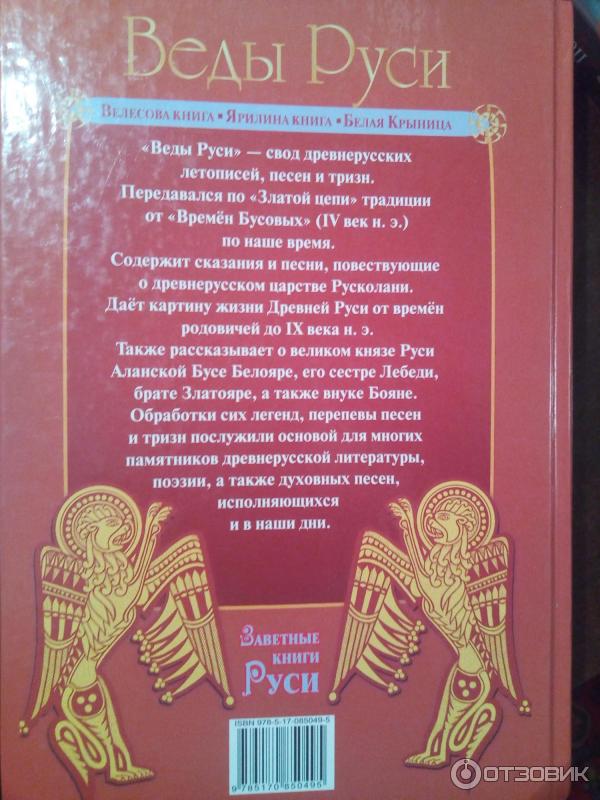 Веды Руси
Велесова книга ▪ Ярилина книга ▪ Белая Крыница
«Веды Руси» — свод древнерусских
летописей, песен и тризн.
Передавался по «Златой цепи» традиции
от «Времён Бусовых» (IV век н. э.)
по наше время.
Содержит сказания и песни, повествующие
о древнерусском царстве Русколани.
Даёт картину жизни Древней Руси от времён
родовичей до IX века н. э.
Также рассказывает о великом князе Руси
Аланской Бусе Белояре, его сестре Лебеди,
брате Златояре, а также внуке Бояне.
Обработки сих легенд, перепевы песен
и тризн послужили основой для многих
памятников древнерусской литературы,
поэзии, а также духовных песен,
исполняющихся
и в наши дни.
Заветные
книги
Руси
ISBN 978-5-17-085049-5
9785170850495
ОТЗОВИК